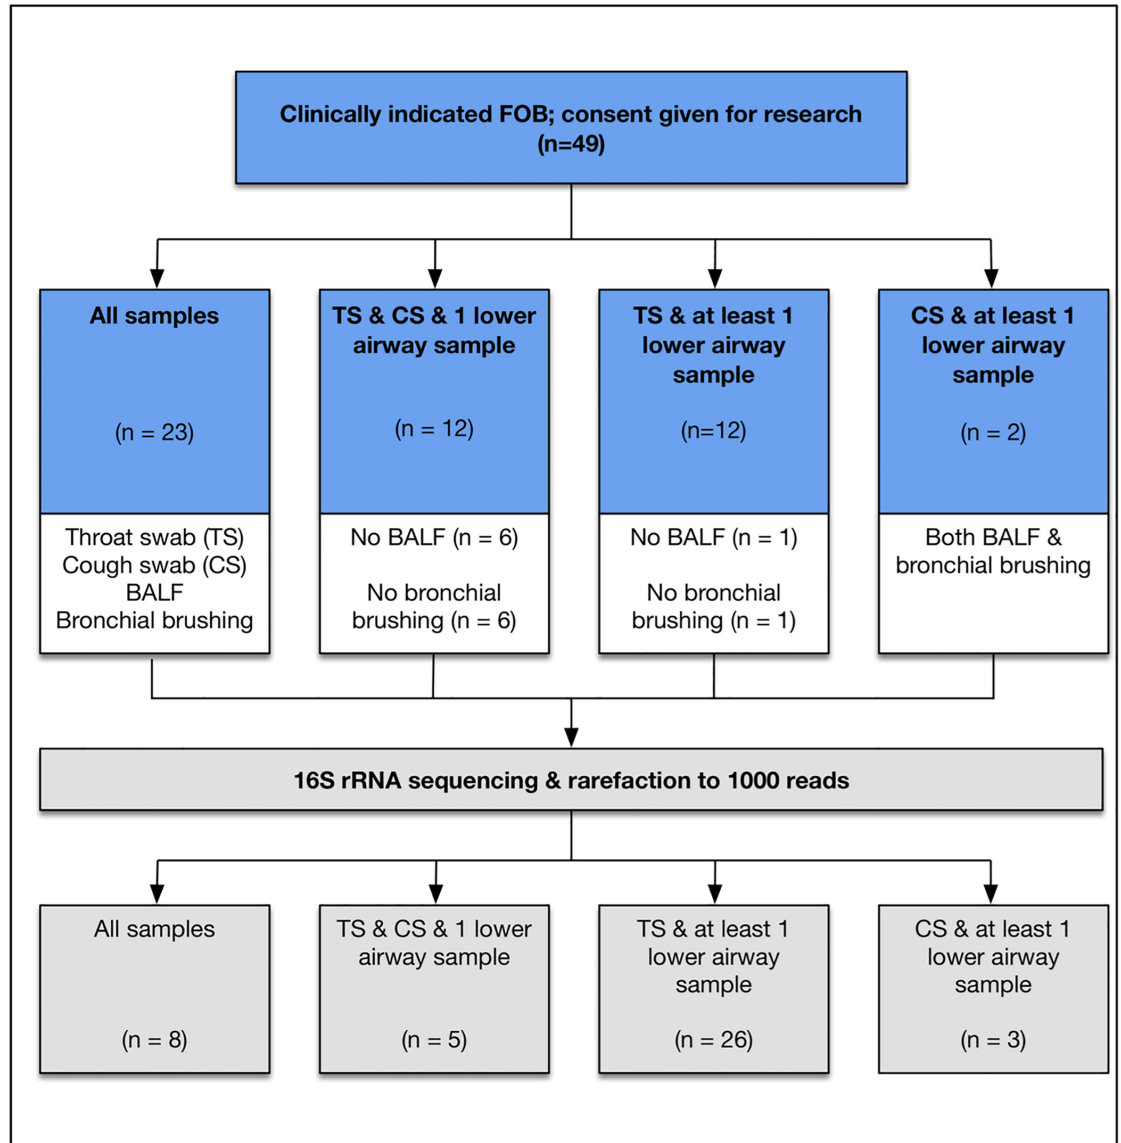 Clinically indicated FOB; consent given for research
(n=49)
All samples
(n = 23)
Throat swab (TS)
Cough swab (CS)
BALF
Bronchial brushing
TS & CS & 1 lower
airway sample
(n = 12)
No BALF (n = 6)
No bronchial
brushing (n = 6)
TS & at least 1
lower airway
sample
(n=12)
No BALF (n = 1)
No bronchial
brushing (n = 1)
CS & at least 1
lower airway
sample
(n = 2)
Both BALF &
bronchial brushing
16S rRNA sequencing & rarefaction to 1000 reads
All samples
(n = 8)
TS & CS & 1 lower
airway sample
(n = 5)
TS & at least 1
lower airway
sample
(n = 26)
CS & at least 1
lower airway
sample
(n = 3)